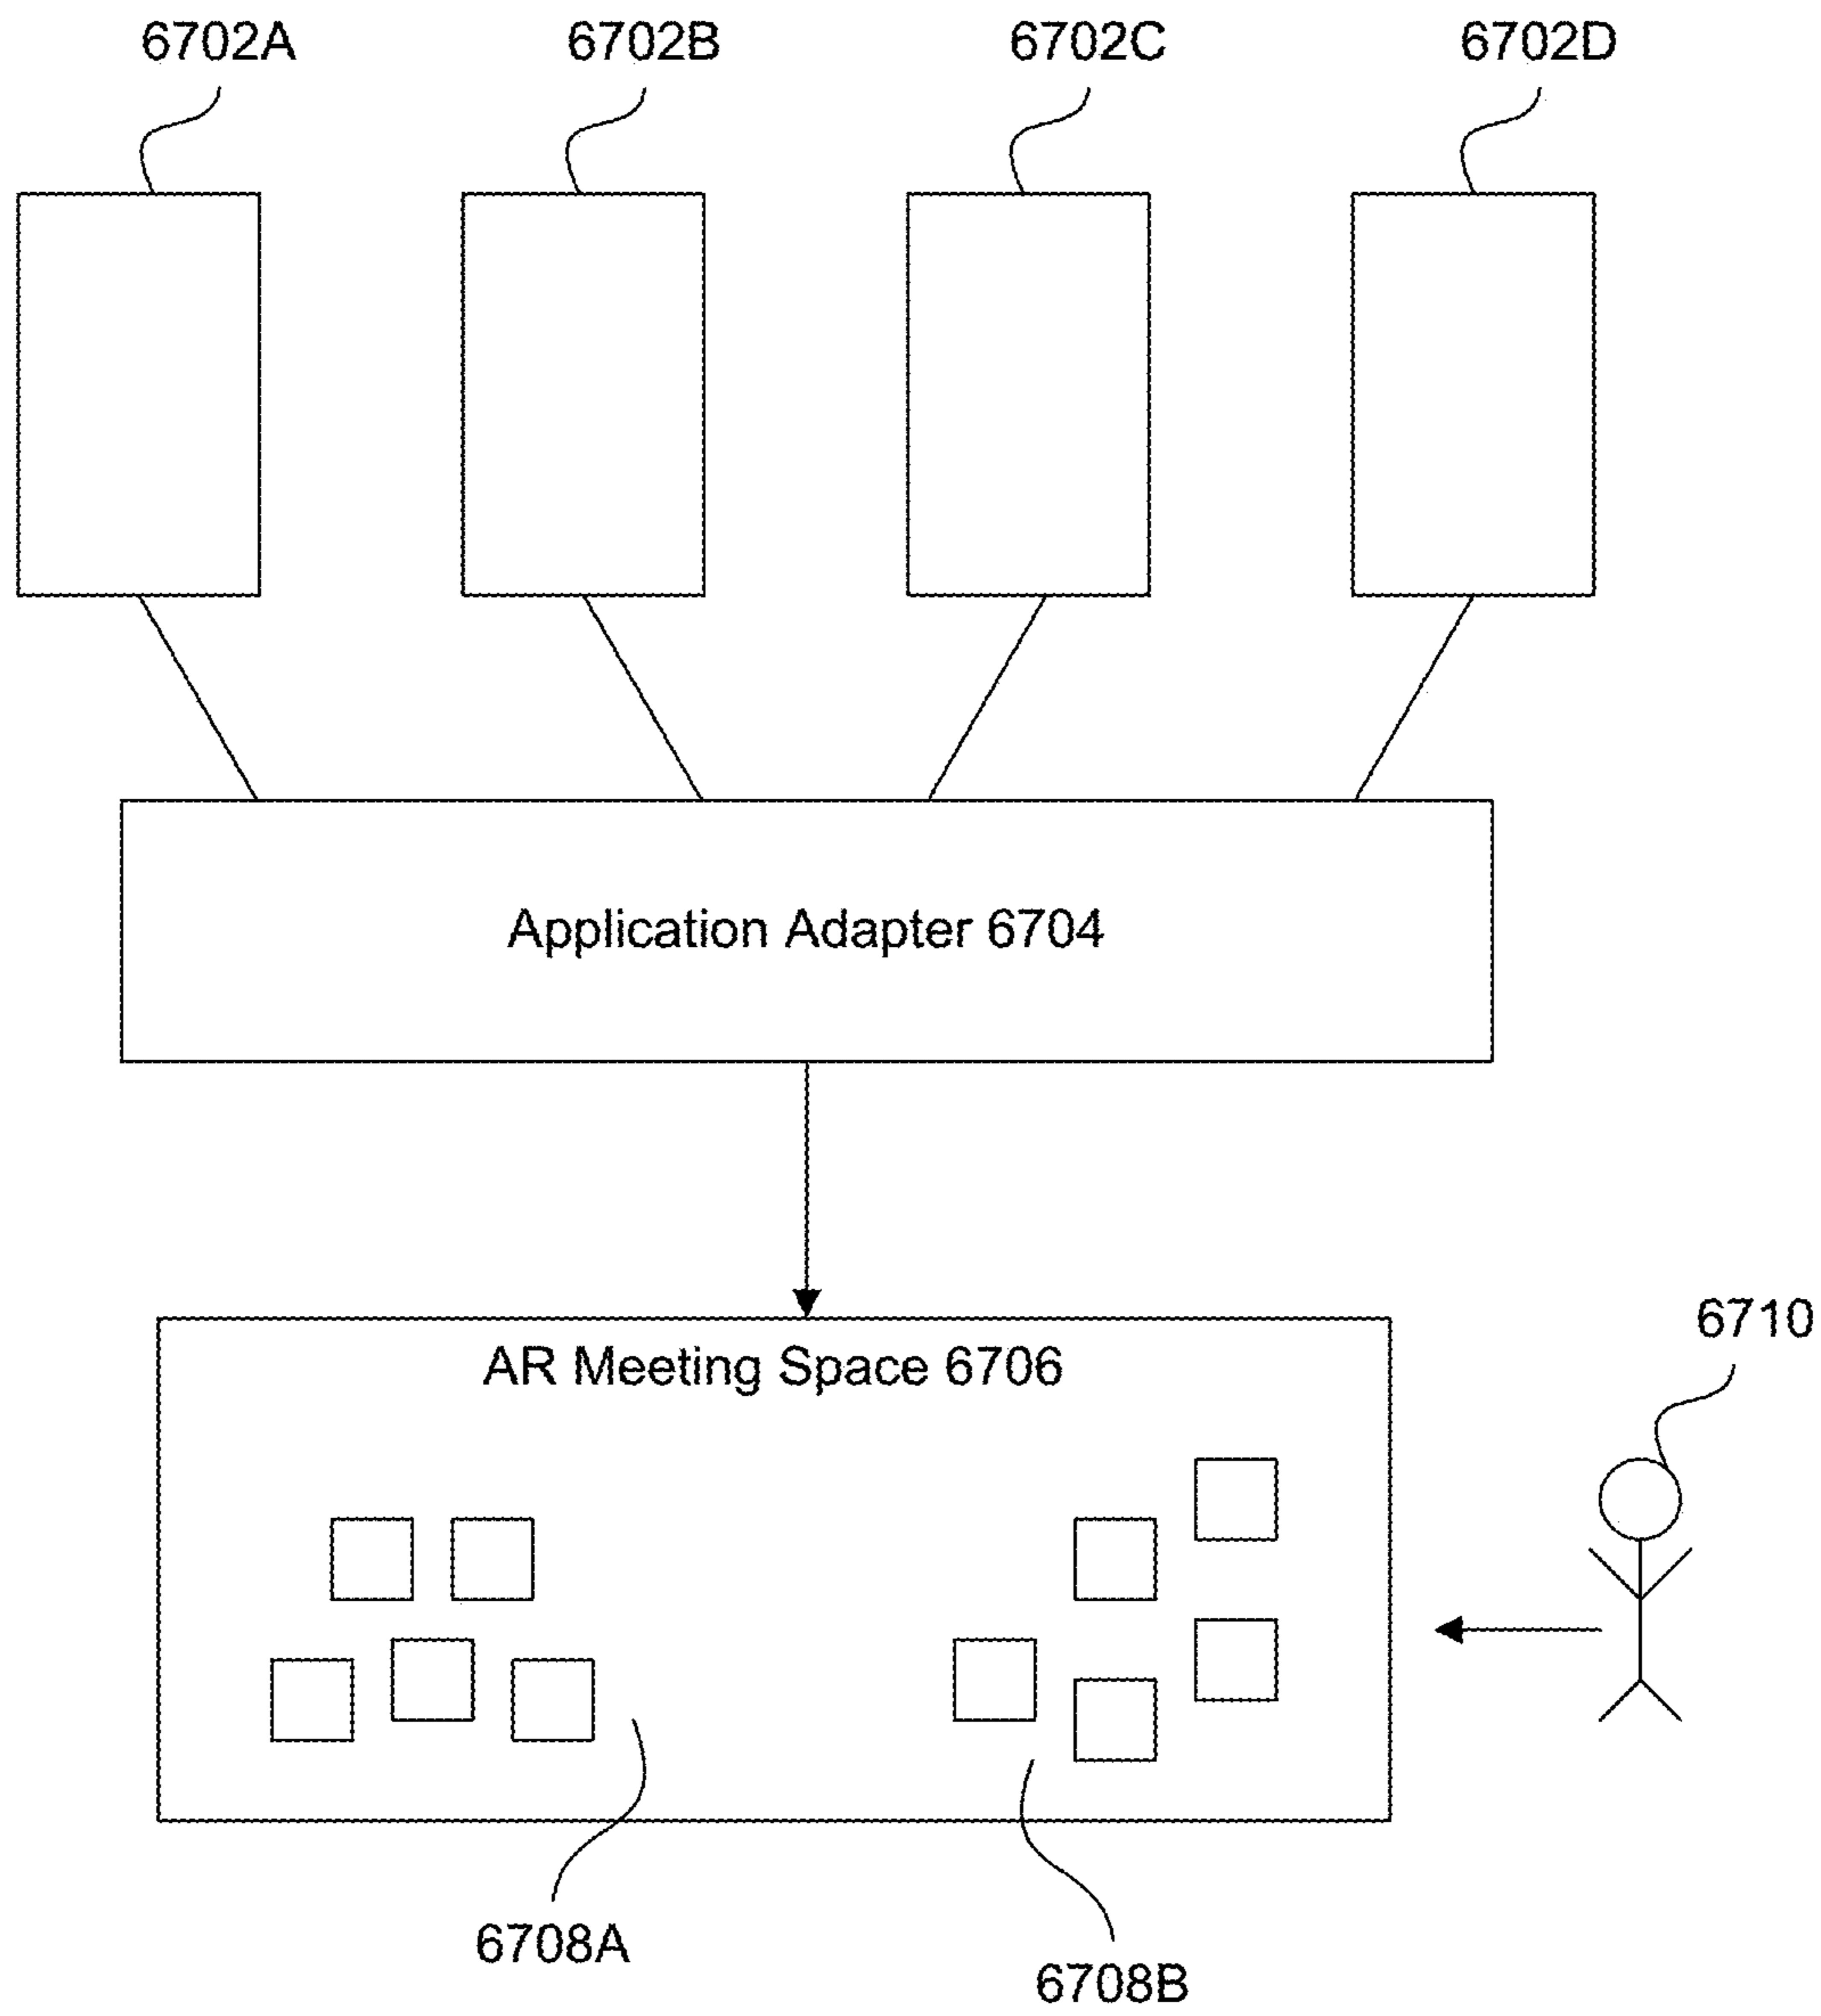 6702A 6702B 6702C 6702D
Application Adapter 6704
AR Meeting Space 6706
6710
6708A
6708B